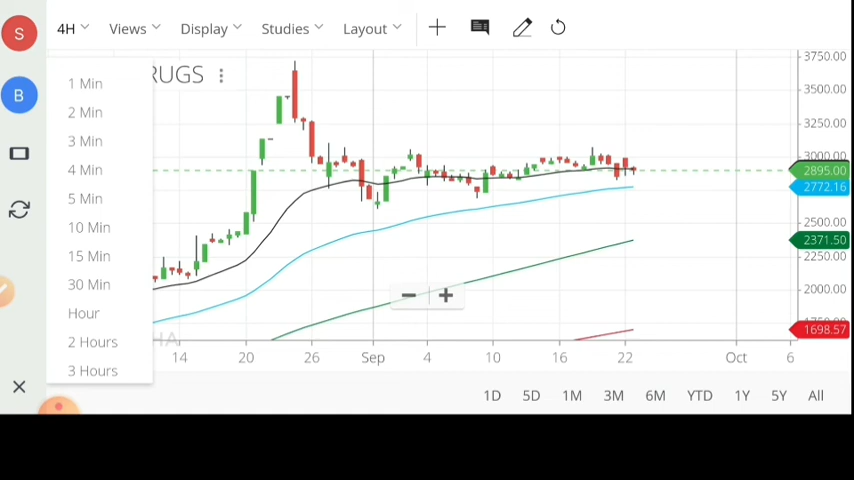 S
4H Views Display Studies Layout
RUGS
B
1 Min
2 Min
3 Min
4 Min
5 Min
10 Min
15 Min
30 Min
Hour
2 Hours
3 Hours
3750.00
3500.00
3250.00
3000.00
2895.00
2772.16
2500.00
2371.50
2250.00
2000.00
1698.57
14 20 26 Sep 4 10 16 22 Oct 6
1D 5D 1M 3M 6M YTD 1Y 5Y All